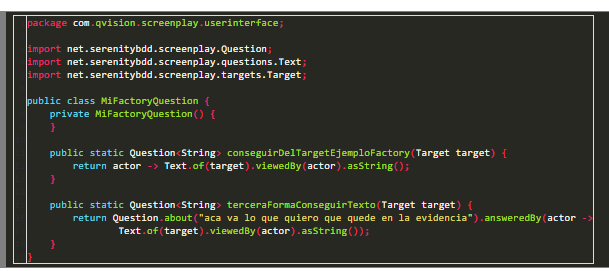 package com.qvision.screenplay.userinterface;
import net.serenitybdd.screenplay.Question;
import net.serenitybdd.screenplay.questions.Text;
import net.serenitybdd.screenplay.targets.Target;
public class MiFactoryQuestion {
private MiFactoryQuestion() {
}
public static Question<String> conseguirDelTargetEjemploFactory(Target target) {
return actor -> Text.of(target).viewedBy(actor).asString();
}
public static Question<String> terceraFormaConseguirTexto(Target target) {
return Question.about("aca va lo que quiero que quede en la evidencia").answeredBy(actor ->
Text.of(target).viewedBy(actor).asString());
}
}